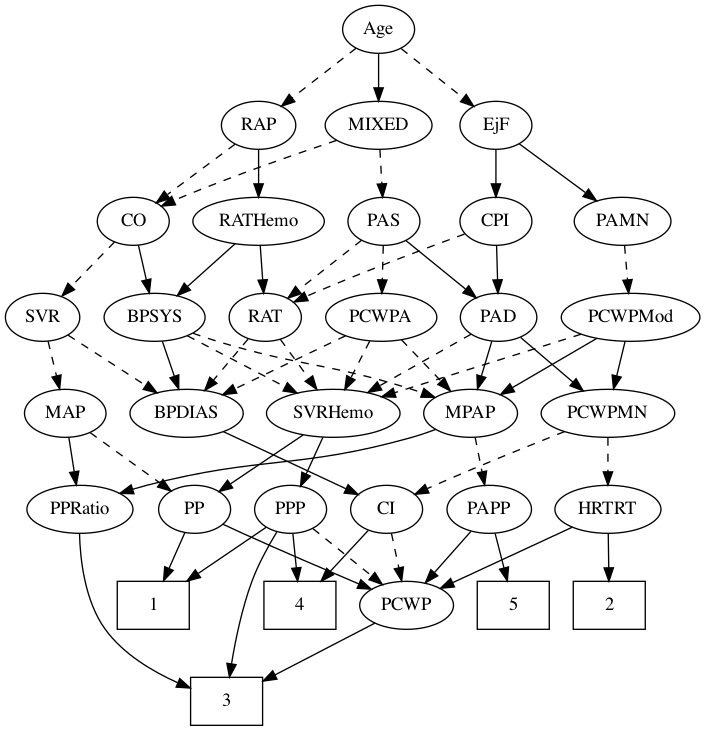 Age
RAP
MIXED
EjF
CO
RATHemo
PAS
CPI
PAMN
SVR
BPSYS
RAT
PCWPA
PAD
PCWPMod
MAP
BPDIAS
SVRHemo
MPAP
PCWPMN
PPRatio
PP
PPP
CI
PAPP
HRTRT
1
4
PCWP
5
2
3